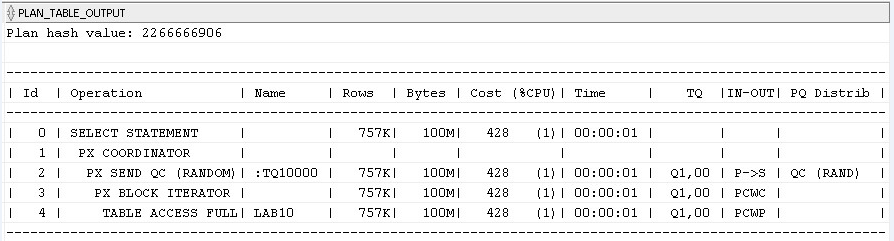 PLAN_TABLE_OUTPUT
Plan hash value: 2266666906
--------------------------------------------------------------------------------------------------------------
| Id  | Operation            | Name     | Rows  | Bytes | Cost (%CPU)| Time     |    TQ  |IN-OUT| PQ Distrib |
--------------------------------------------------------------------------------------------------------------
|   0 | SELECT STATEMENT     |          |   757K|   100M|   428   (1)| 00:00:01 |        |      |            |
|   1 |  PX COORDINATOR      |          |       |       |            |          |        |      |            |
|   2 |   PX SEND QC (RANDOM)| :TQ10000 |   757K|   100M|   428   (1)| 00:00:01 |  Q1,00 | P->S | QC (RAND)  |
|   3 |    PX BLOCK ITERATOR |          |   757K|   100M|   428   (1)| 00:00:01 |  Q1,00 | PCWC |            |
|   4 |     TABLE ACCESS FULL| LAB10    |   757K|   100M|   428   (1)| 00:00:01 |  Q1,00 | PCWP |            |
--------------------------------------------------------------------------------------------------------------